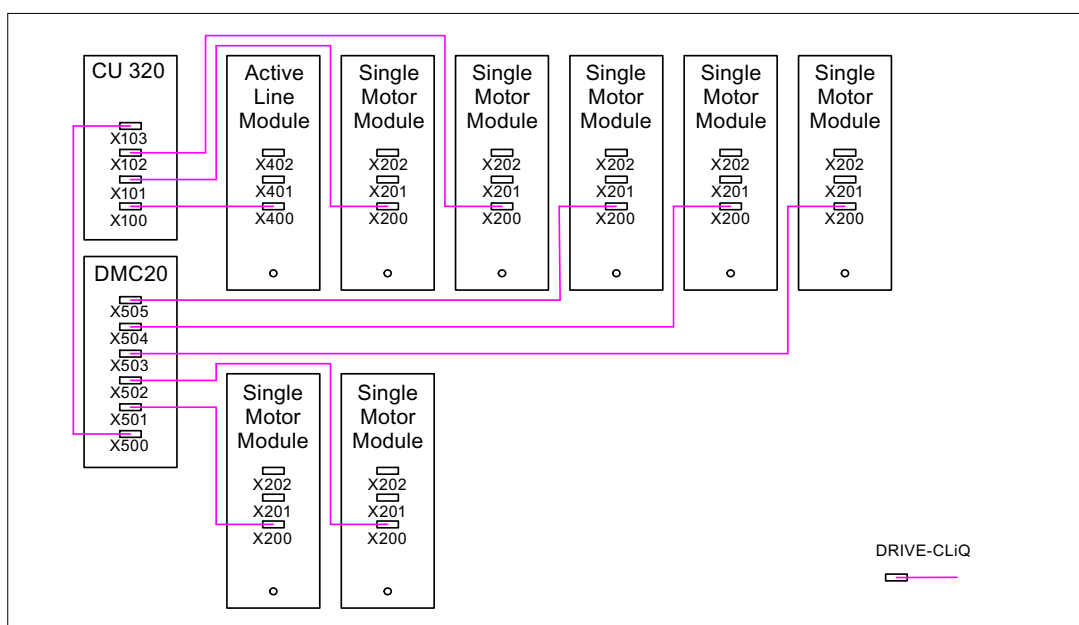 CU 320
X103
X102
X101
X100
Active
Line
Module
X402
X401
X400
Single
Motor
Module
X202
X201
X200
Single
Motor
Module
X202
X201
X200
Single
Motor
Module
X202
X201
X200
Single
Motor
Module
X202
X201
X200
Single
Motor
Module
X202
X201
X200
DMC20
X505
X504
X503
X502
X501
X500
Single
Motor
Module
X202
X201
X200
Single
Motor
Module
X202
X201
X200
DRIVE-CLiQ